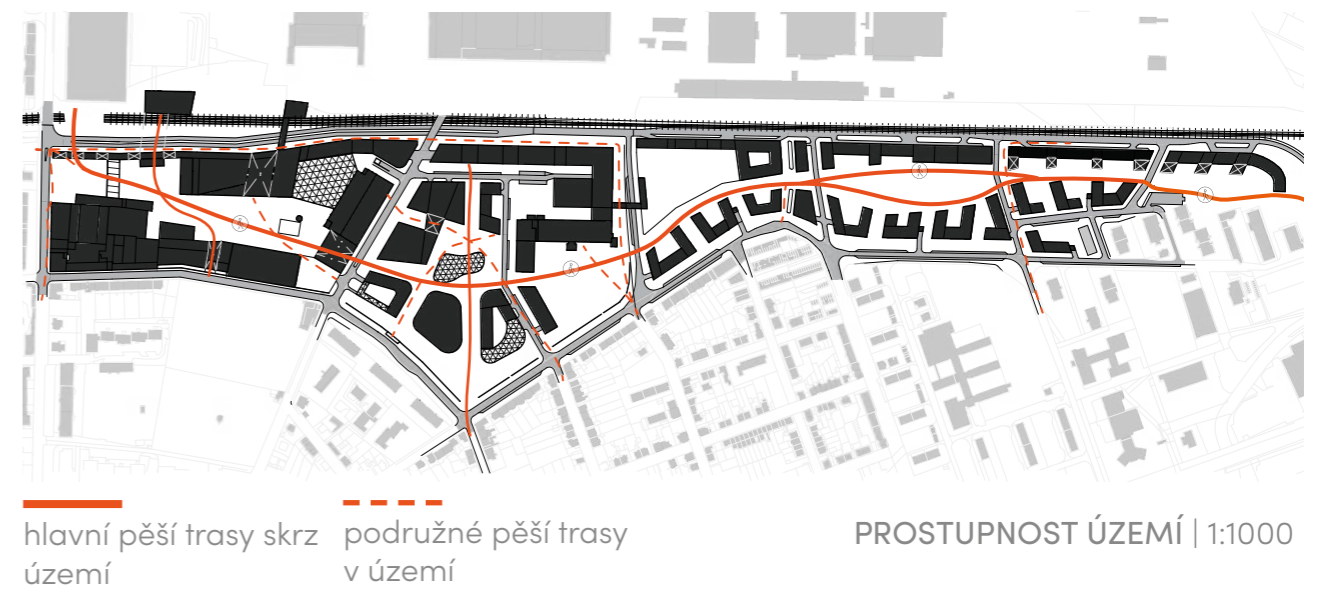 hlavní pěší trasy skrz
území
podružné pěší trasy
v území
PROSTUPNOST ÚZEMÍ | 1:1000